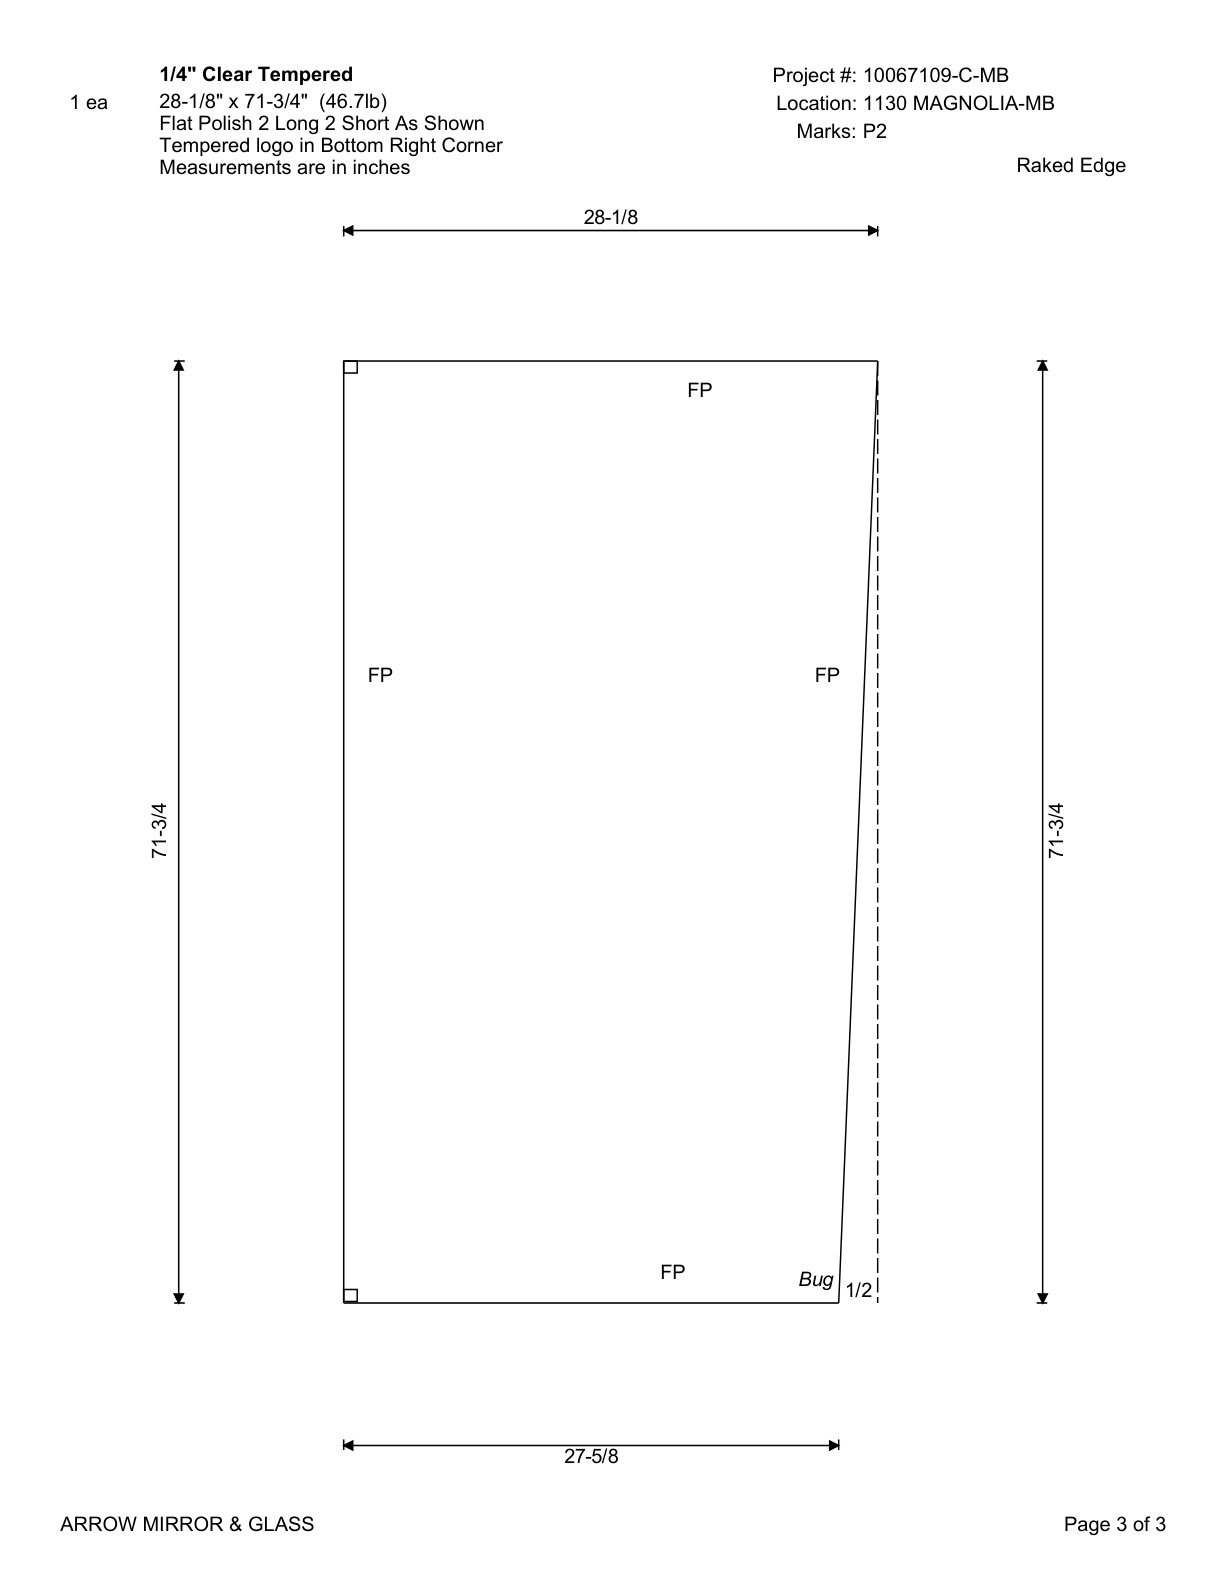 1/4" Clear Tempered
1 ea
28-1/8" x 71-3/4" (46.7lb)
Flat Polish 2 Long 2 Short As Shown
Tempered logo in Bottom Right Corner
Measurements are in inches
Project #: 10067109-C-MB
Location: 1130 MAGNOLIA-MB
Marks: P2
Raked Edge
28-1/8
FP
FP
FP
71-3/4
71-3/4
FP
Bug
1/2
27-5/8
ARROW MIRROR & GLASS
Page 3 of 3